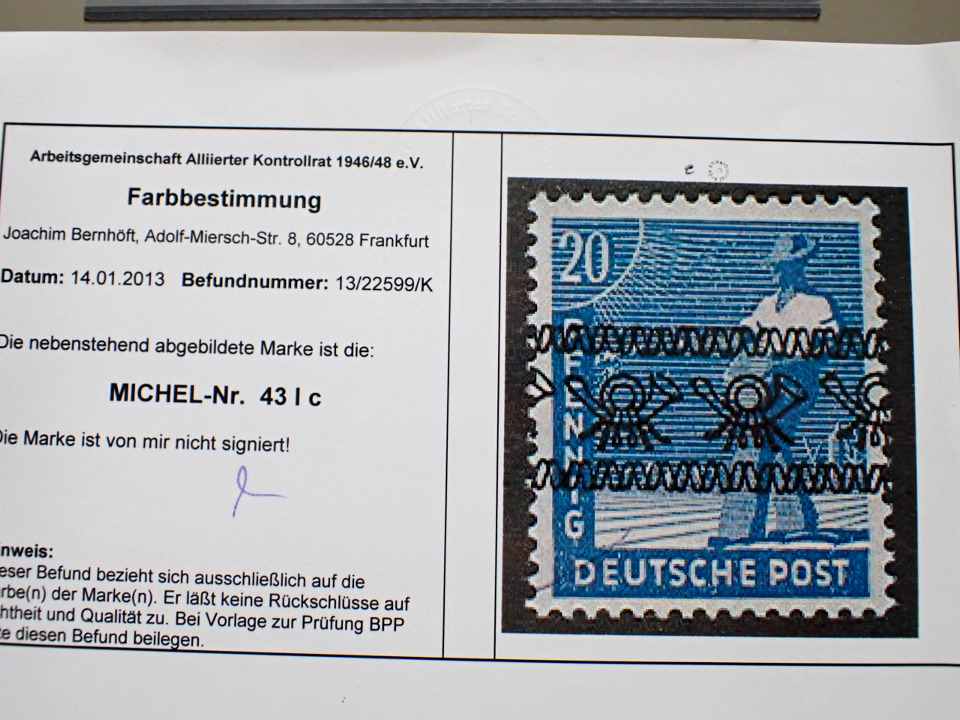 Arbeitsgemeinschaft Alliierter Kontrollrat 1946/48 e.V.
Farbbestimmung
Joachim Bernhöft, Adolf-Miersch-Str. 8, 60528 Frankfurt
Datum: 14.01.2013 Befundnummer: 13/22599/K
Die nebenstehend abgebildete Marke ist die:
MICHEL-Nr. 43 I c
Die Marke ist von mir nicht signiert!
inweis:
eser Befund bezieht sich ausschließlich auf die
rbe(n) der Marke(n). Er läßt keine Rückschlüsse auf
chtheit und Qualität zu. Bei Vorlage zur Prüfung BPP
te diesen Befund beilegen.
20
PFENNIG
DEUTSCHE POST